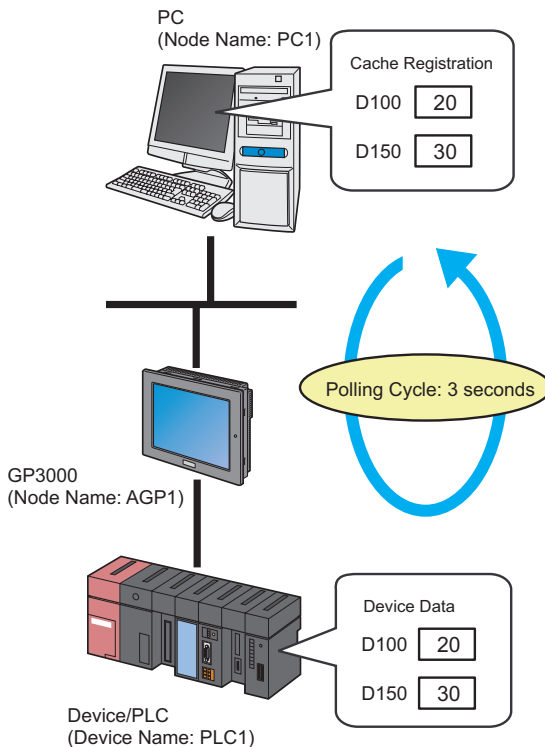 PC
(Node Name: PC1)
Cache Registration
D100 20
D150 30
Polling Cycle: 3 seconds
GP3000
(Node Name: AGP1)
Device Data
D100 20
D150 30
Device/PLC
(Device Name: PLC1)